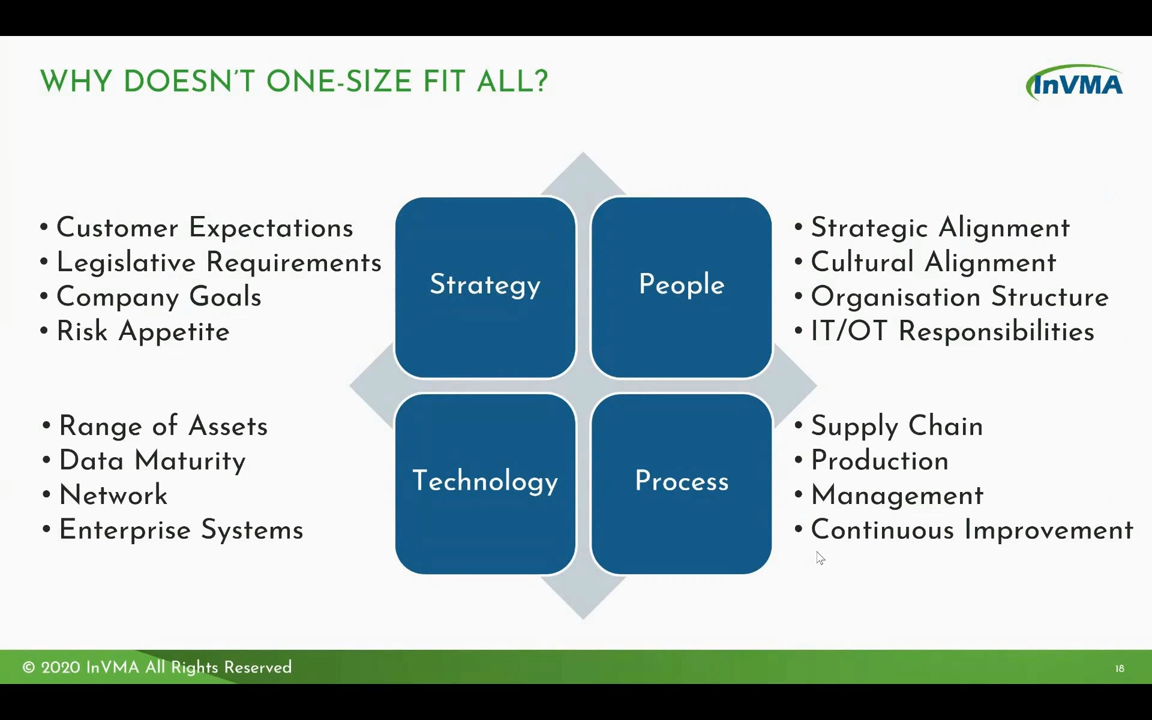 WHY DOESN'T ONE-SIZE FIT ALL?
InVMA
• Customer Expectations
• Legislative Requirements
• Company Goals
• Risk Appetite
Strategy
People
• Strategic Alignment
• Cultural Alignment
• Organisation Structure
• IT/OT Responsibilities
• Range of Assets
• Data Maturity
• Network
• Enterprise Systems
Technology
Process
• Supply Chain
• Production
• Management
• Continuous Improvement
© 2020 InVMA All Rights Reserved
18